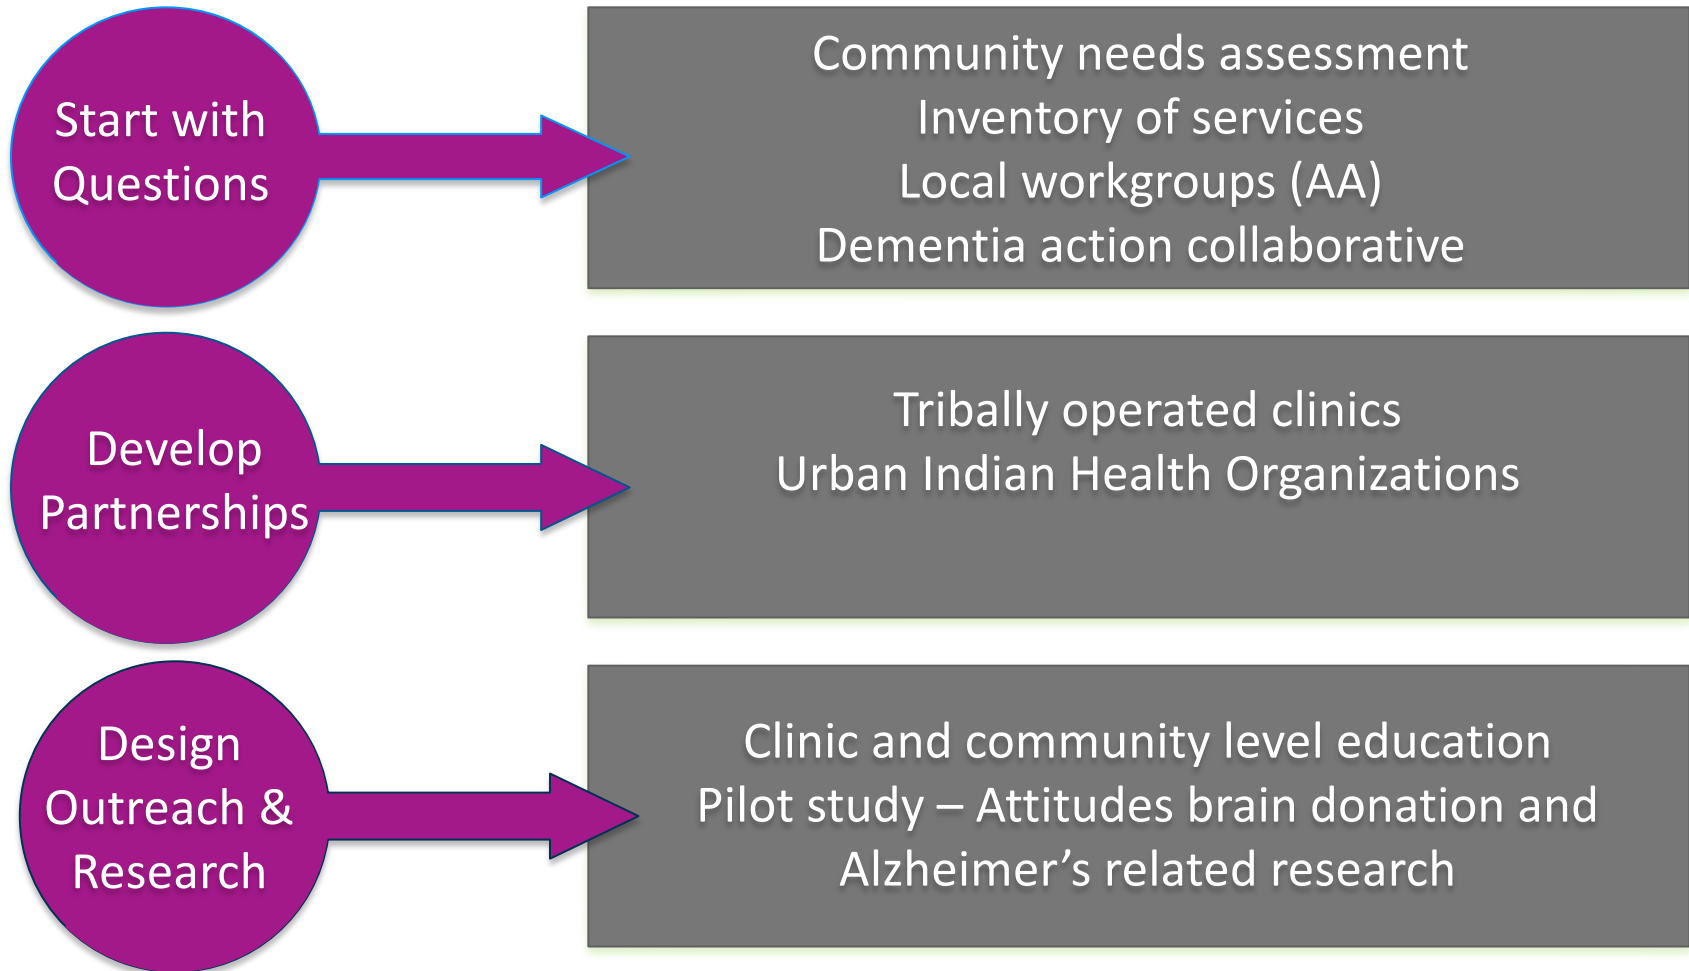 Start with
Questions
Community needs assessment
Inventory of services
Local workgroups (AA)
Dementia action collaborative
Develop
Partnerships
Tribally operated clinics
Urban Indian Health Organizations
Design
Outreach &
Research
Clinic and community level education
Pilot study – Attitudes brain donation and
Alzheimer’s related research